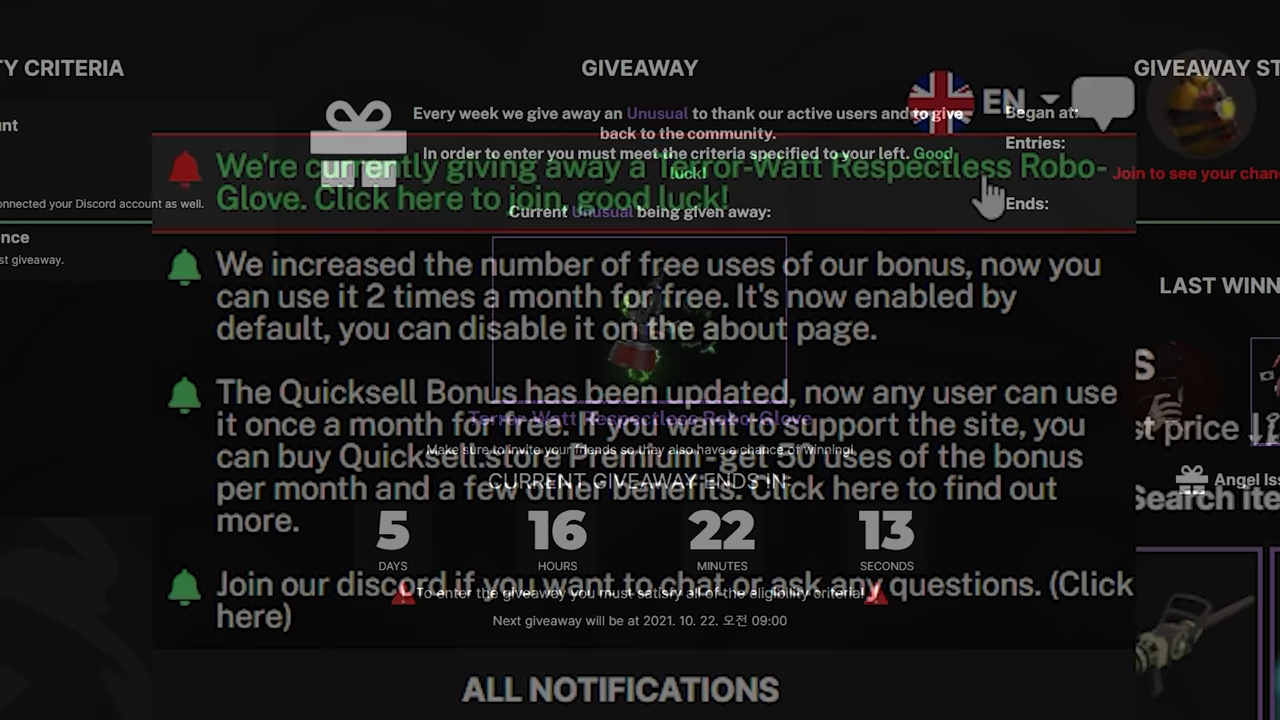 TY CRITERIA
GIVEAWAY
GIVEAWAY ST
Every week we give away an Unusual to thank our active users and to give
back to the community.
In order to enter you must meet the criteria specified to your left. Good
luck!
Current Unusual being given away:
Terror-Watt Respectless Robo-Glove
Make sure to invite your friends so they also have a chance of winning!
CURRENT GIVEAWAY ENDS IN:
5
16
22
13
DAYS
HOURS
MINUTES
SECONDS
To enter the giveaway you must satisfy all of the eligibility criteria!
Next giveaway will be at 2021. 10. 22. 오전 09:00
unt
onnected your Discord account as well.
nce
st giveaway.
EN
Began at:
Entries:
Join to see your chanc
Ends:
LAST WINN
Angel Iss
We're currently giving away a Terror-Watt Respectless Robo-
Glove. Click here to join, good luck!
We increased the number of free uses of our bonus, now you
can use it 2 times a month for free. It's now enabled by
default, you can disable it on the about page.
The Quicksell Bonus has been updated, now any user can use
it once a month for free. If you want to support the site, you
can buy Quicksell.store Premium - get 50 uses of the bonus
per month and a few other benefits. Click here to find out
more.
Join our discord if you want to chat or ask any questions. (Click
here)
ALL NOTIFICATIONS
S
st price
Search ite